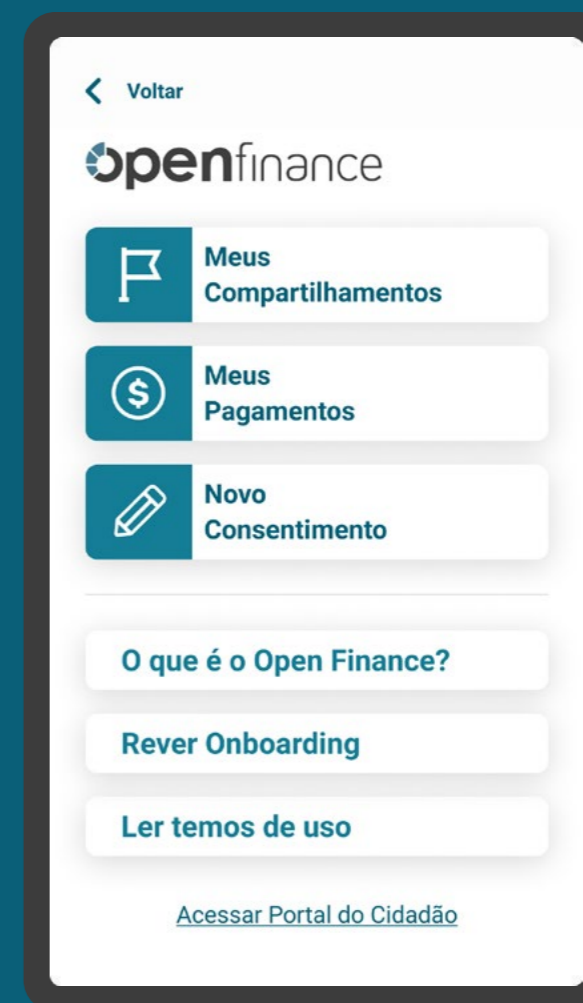 Voltar
openfinance
Meus
Compartilhamentos
Meus
Pagamentos
Novo
Consentimento
O que é o Open Finance?
Rever Onboarding
Ler temos de uso
Acessar Portal do Cidadão